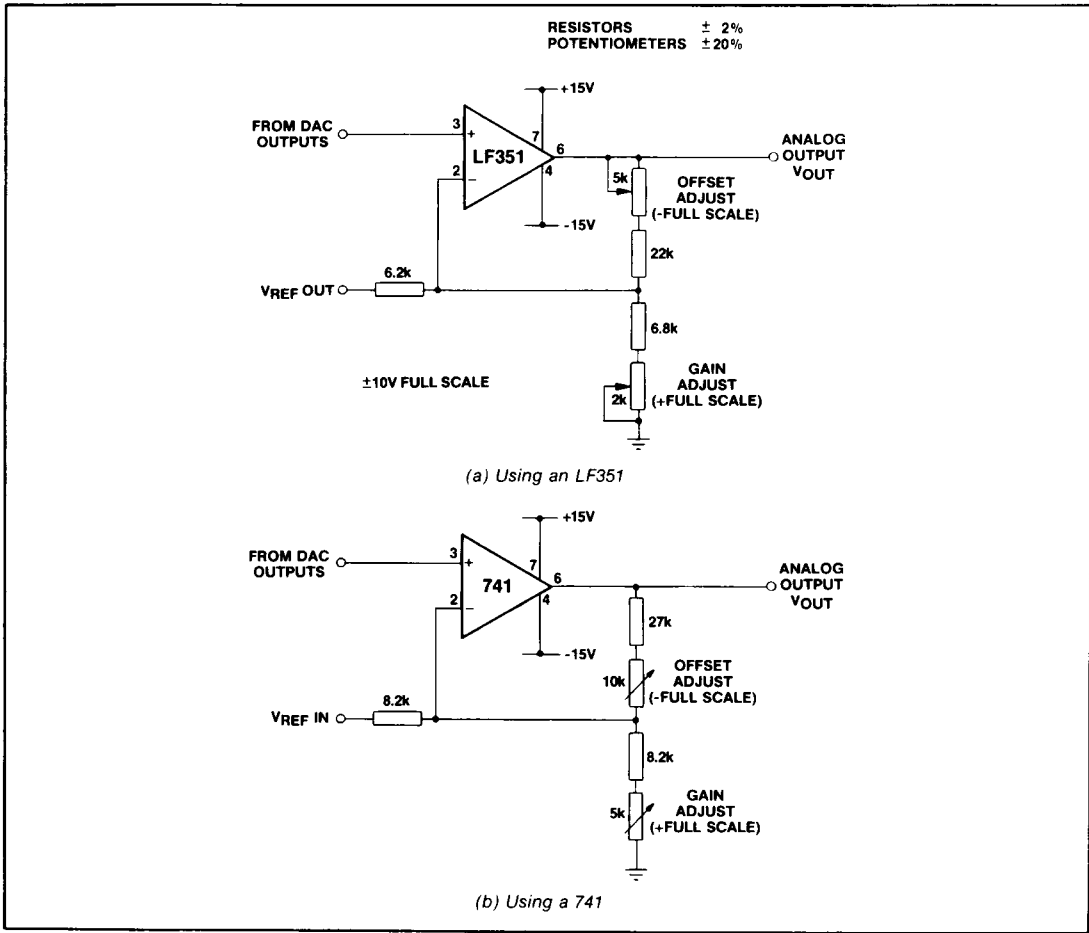 RESISTORS ± 2%
POTENTIOMETERS ±20%
+15V
FROM DAC
OUTPUTS
3
+
7
LF351
6
2
−
4
-15V
ANALOG
OUTPUT
VOUT
5k
OFFSET
ADJUST
(-FULL SCALE)
22k
6.2k
VREF OUT
6.8k
±10V FULL SCALE
GAIN
ADJUST
(+FULL SCALE)
2k
(a) Using an LF351
+15V
FROM DAC
OUTPUTS
3
+
7
741
6
2
−
4
-15V
ANALOG
OUTPUT
VOUT
27k
10k
OFFSET
ADJUST
(-FULL SCALE)
8.2k
VREF IN
8.2k
5k
GAIN
ADJUST
(+FULL SCALE)
(b) Using a 741